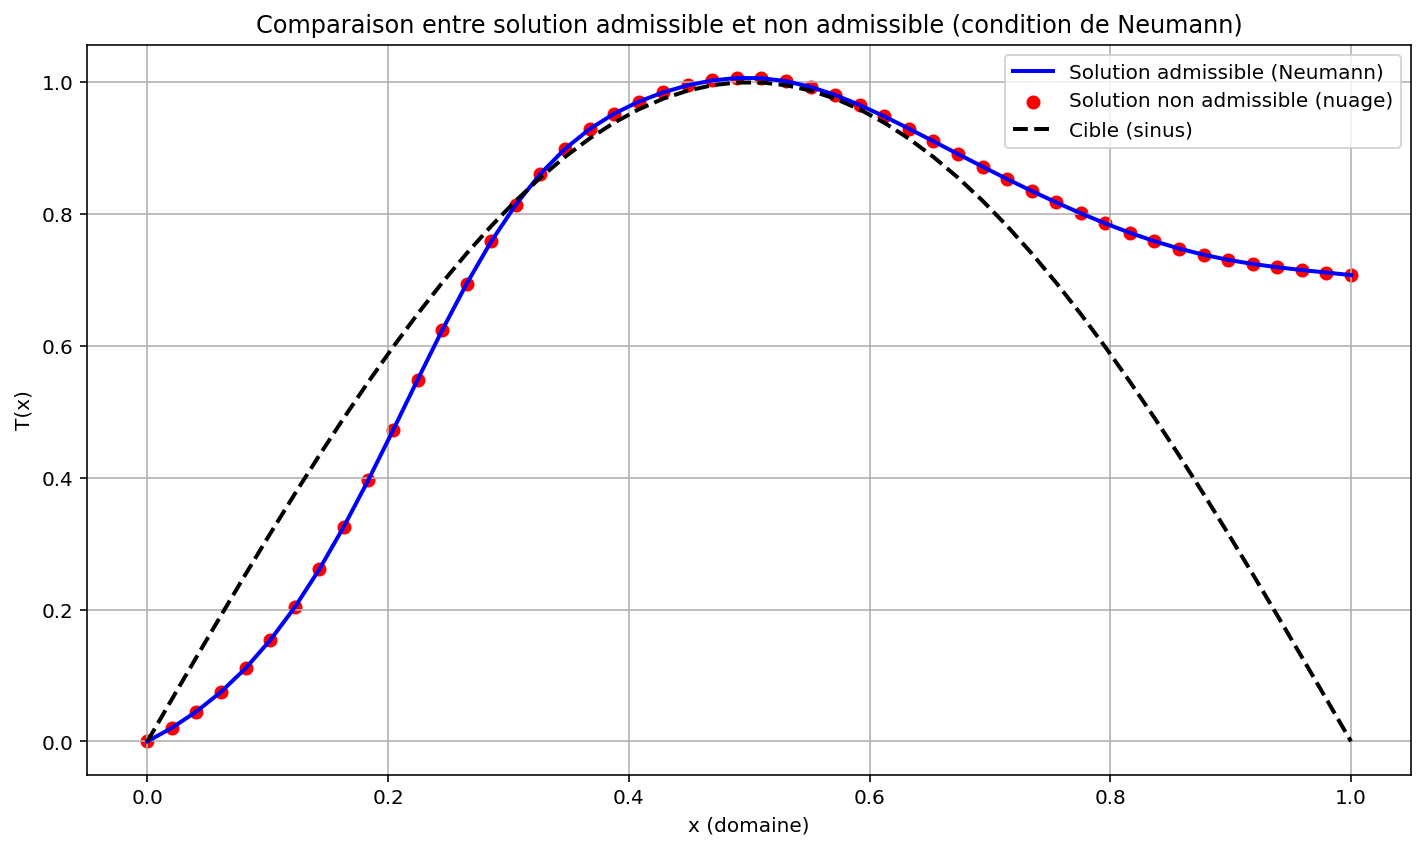 Comparaison entre solution admissible et non admissible (condition de Neumann)
Solution admissible (Neumann)
Solution non admissible (nuage)
Cible (sinus)
T(x)
1.0
0.8
0.6
0.4
0.2
0.0
0.0 0.2 0.4 0.6 0.8 1.0
x (domaine)